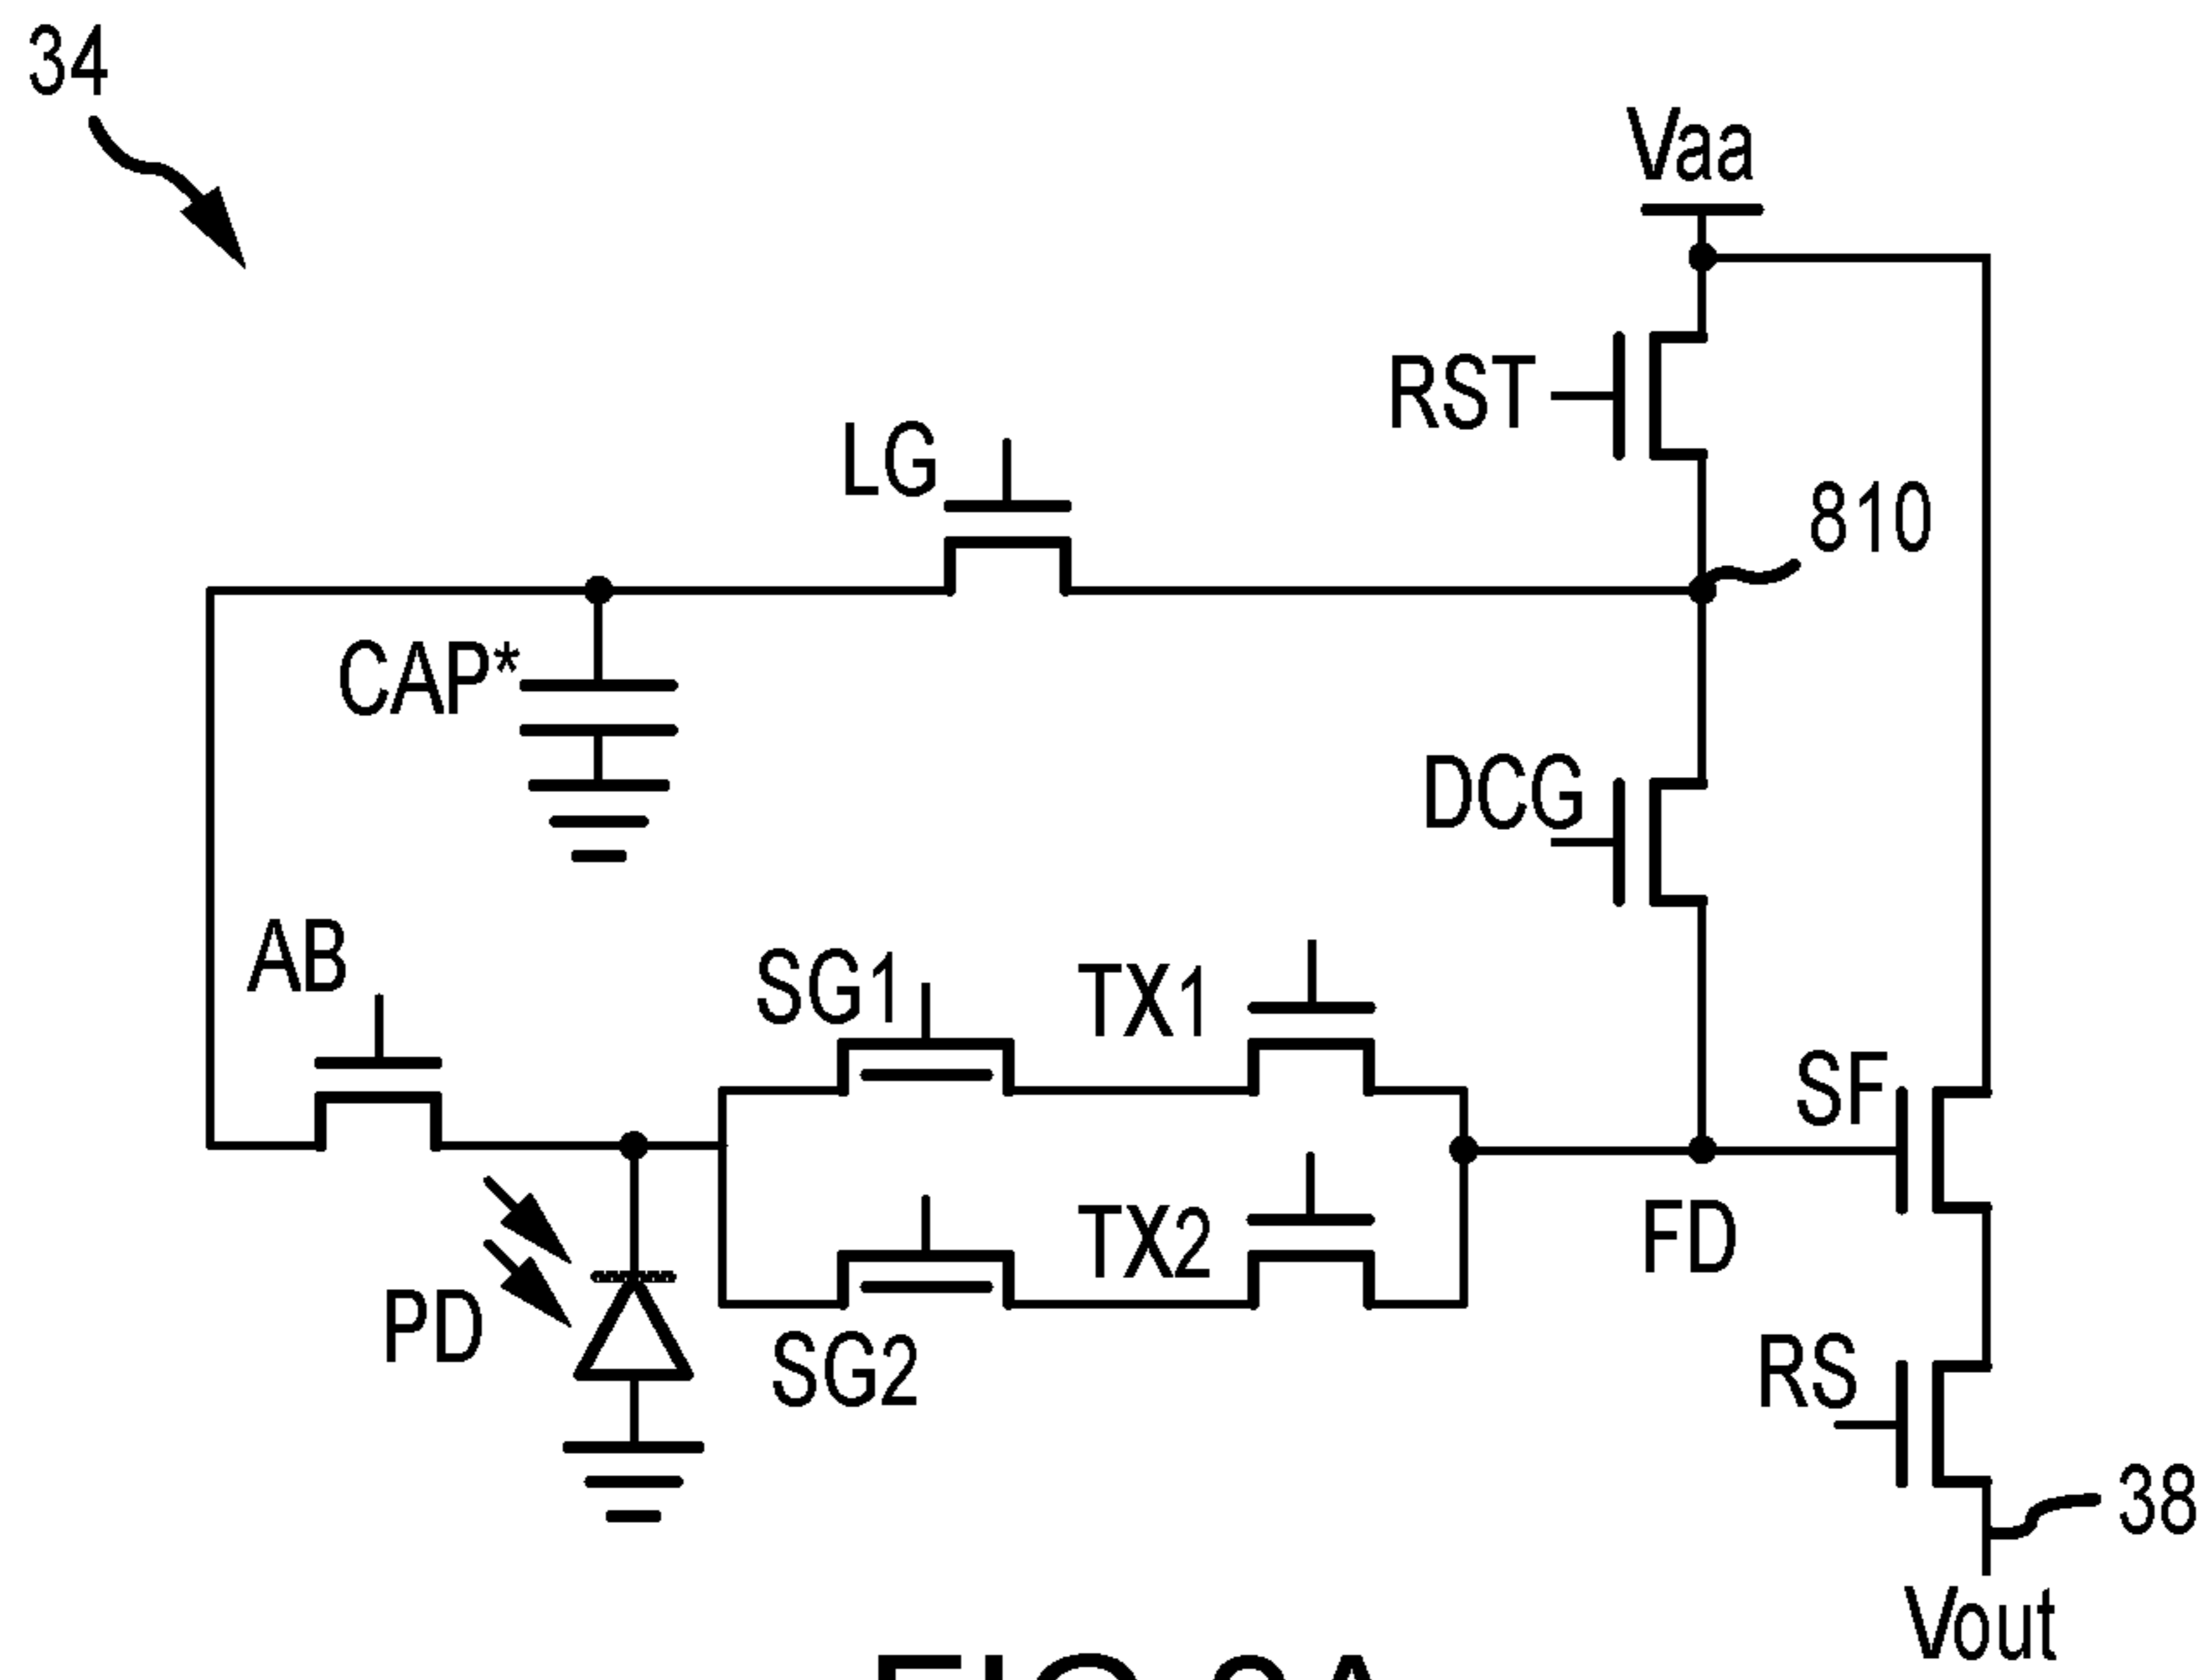 34
Vaa
RST
LG
810
CAP*
DCG
AB
SG1
TX1
SF
TX2
FD
PD
SG2
RS
38
Vout